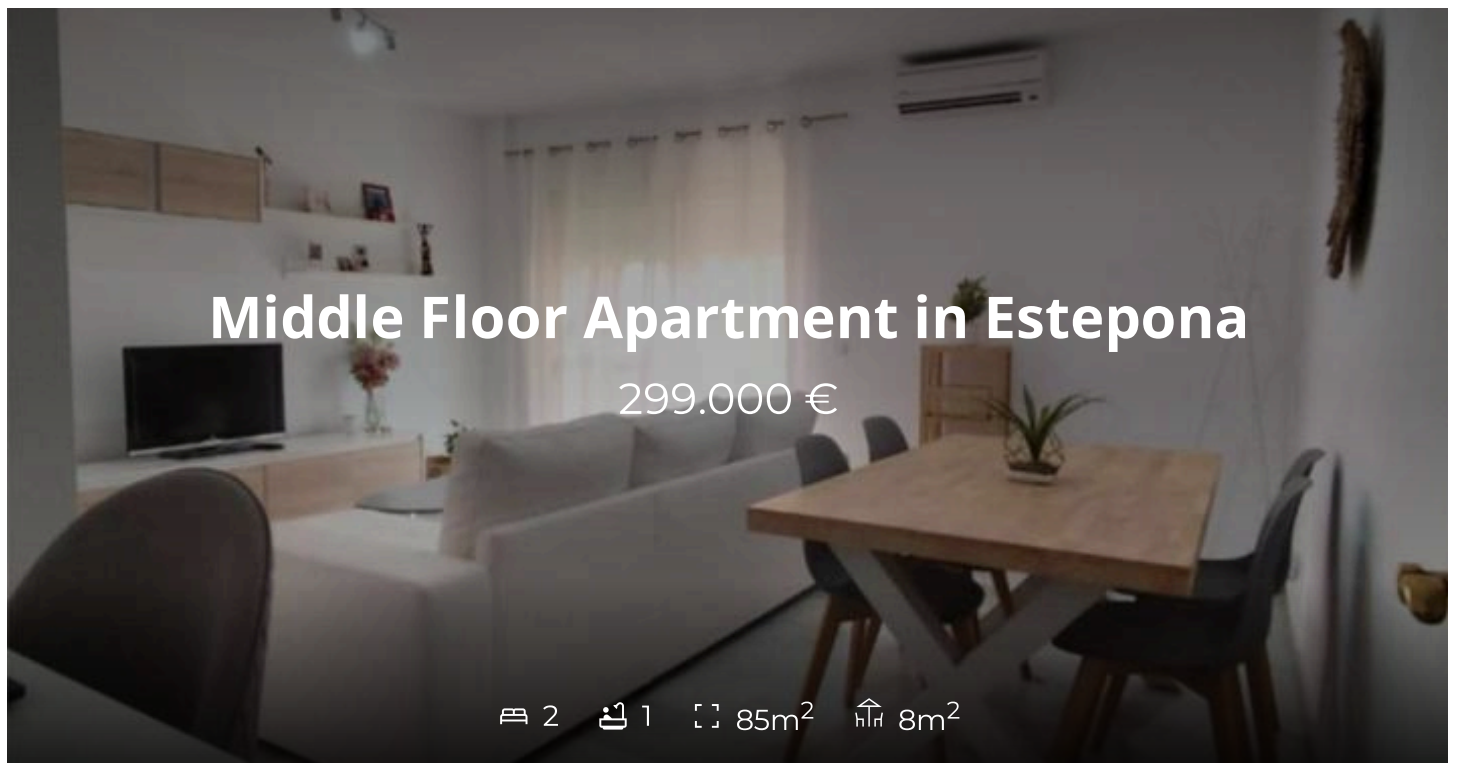 Middle Floor Apartment in Estepona
299.000 €
2 1 85m² 8m²